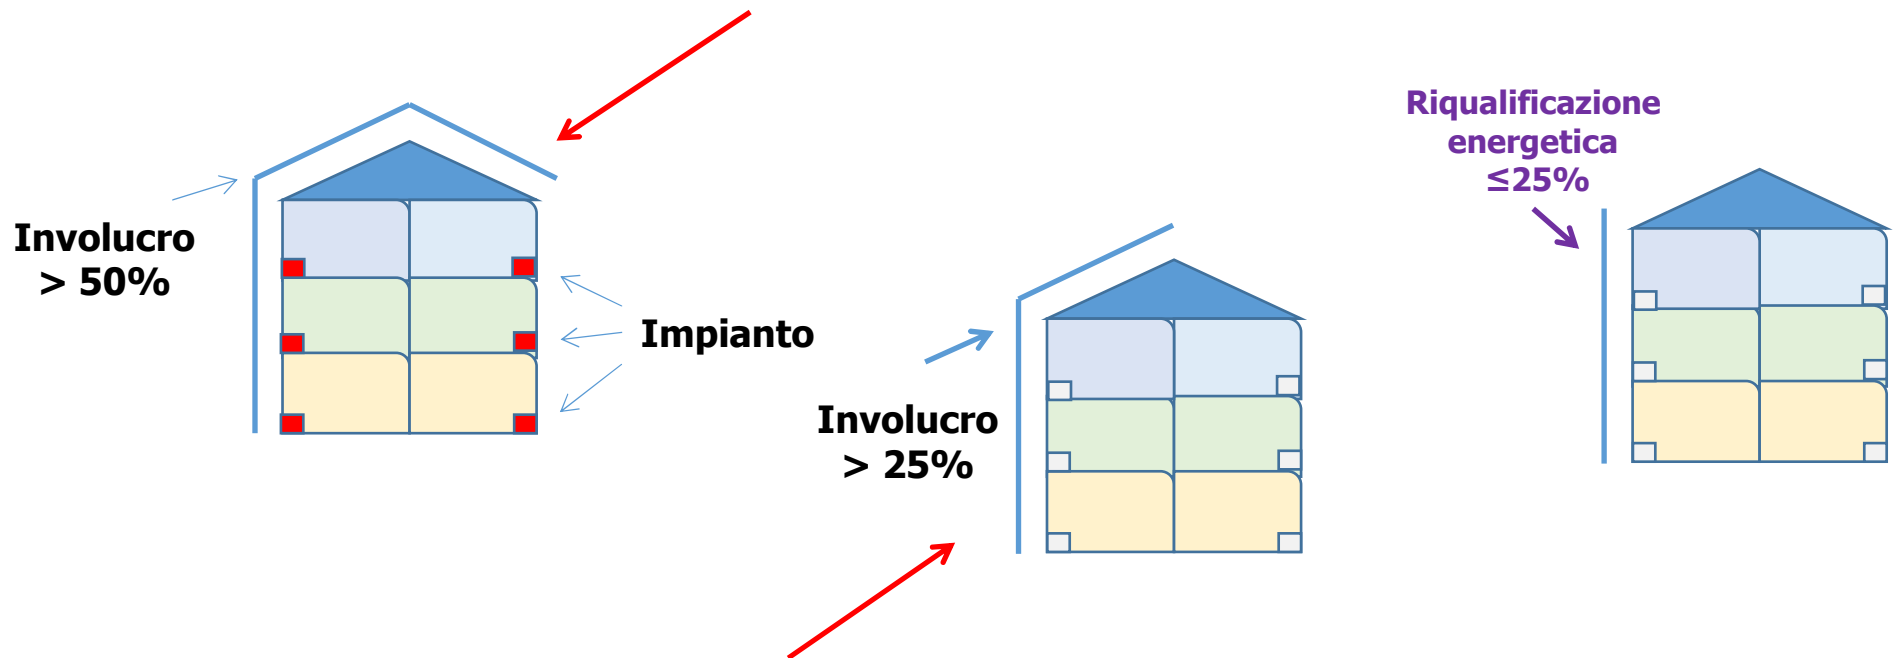 Involucro
> 50%
Impianto
Involucro
> 25%
Riqualificazione
energetica
≤25%